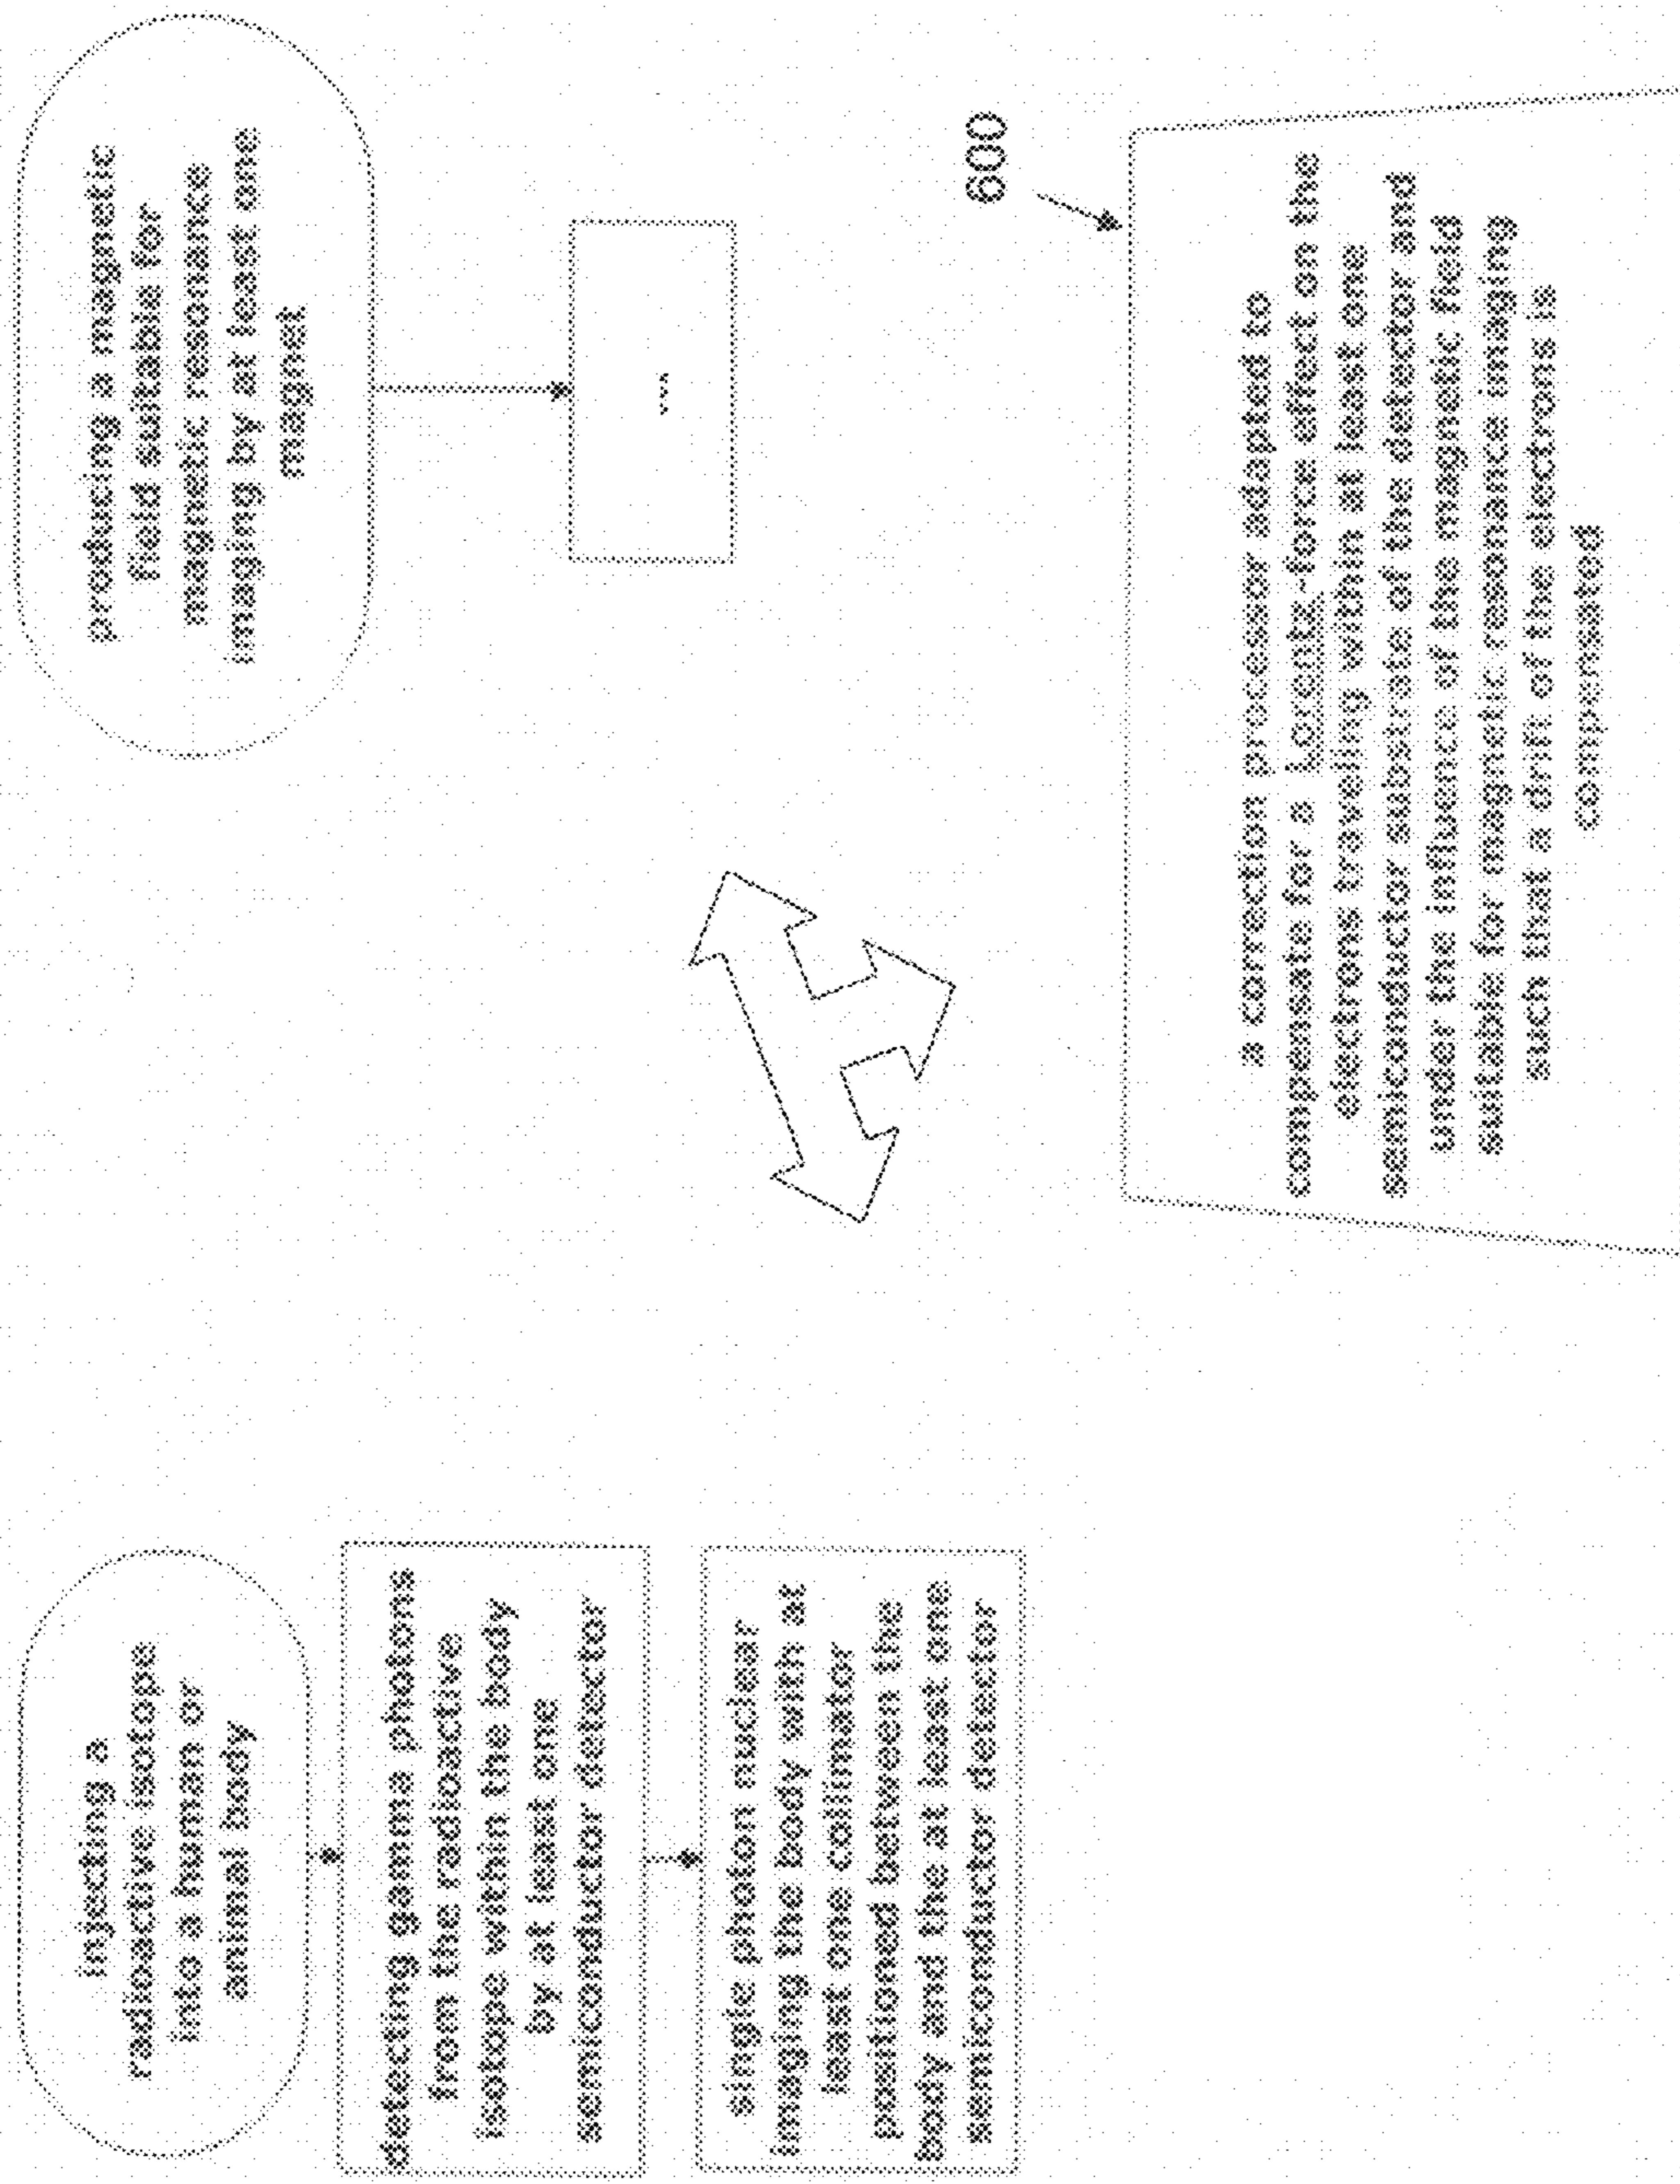 injecting a
radioactive isotope
into a human or
animal body
detecting gamma photons
from the radioactive
isotope within the body
by at least one
semiconductor detector
single photon nuclear
imaging the body with at
least one collimator
positioned between the
body and the at least one
semiconductor detector
producing a magnetic
field suitable for
magnetic resonance
imaging by at least one
magnet
...
600
a correction processor adapted to
compensate for a Lorentz-force effect on the
electrons traveling within at least one
semiconductor substrate of the detector and
under the influence of the magnetic field
suitable for magnetic resonance imaging
such that a drift of the electrons is
compensated